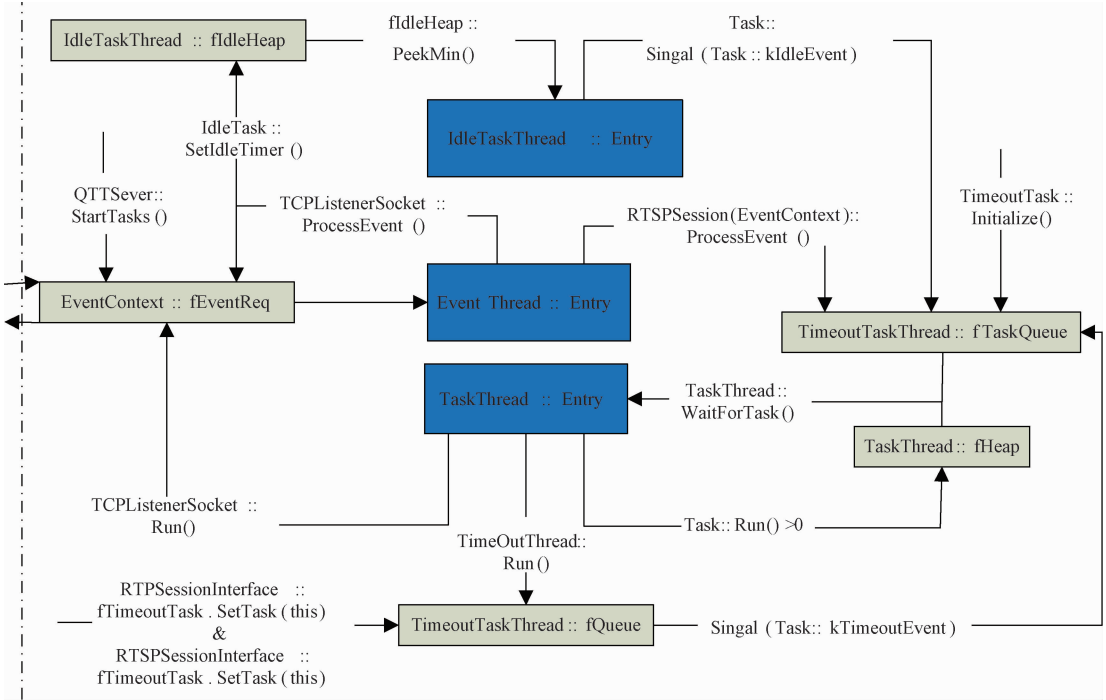 IdleTaskThread :: fIdleHeap
fIdleHeap ::
PeekMin()
Task::
Singal (Task :: kIdleEvent)
IdleTaskThread :: Entry
IdleTask ::
SetIdleTimer ()
QTTSever::
StartTasks ()
TCPListenerSocket ::
ProcessEvent ()
RTSPSession(EventContext)::
ProcessEvent ()
TimeoutTask ::
Initialize()
EventContext :: fEventReq
Event Thread :: Entry
TimeoutTaskThread :: fTaskQueue
TaskThread :: Entry
TaskThread::
WaitForTask()
TaskThread :: fHeap
TCPListenerSocket ::
Run()
TimeOutThread::
Run()
Task:: Run() >0
RTPSessionInterface ::
fTimeoutTask . SetTask (this)
&
RTSPSessionInterface ::
fTimeoutTask . SetTask (this)
TimeoutTaskThread :: fQueue
Singal (Task:: kTimeoutEvent)